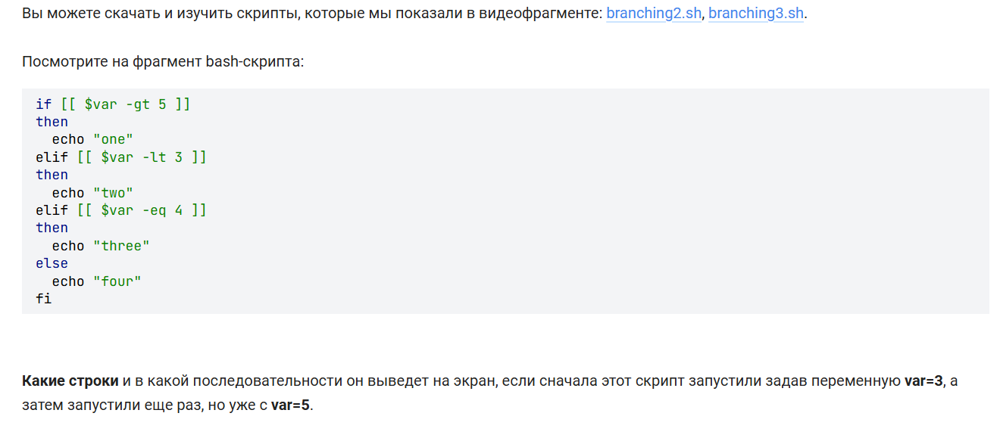 Вы можете скачать и изучить скрипты, которые мы показали в видеофрагменте: branching2.sh, branching3.sh.
Посмотрите на фрагмент bash-скрипта:
if [[ $var -gt 5 ]]
then
  echo "one"
elif [[ $var -lt 3 ]]
then
  echo "two"
elif [[ $var -eq 4 ]]
then
  echo "three"
else
  echo "four"
fi
Какие строки и в какой последовательности он выведет на экран, если сначала этот скрипт запустили задав переменную var=3, а
затем запустили еще раз, но уже с var=5.